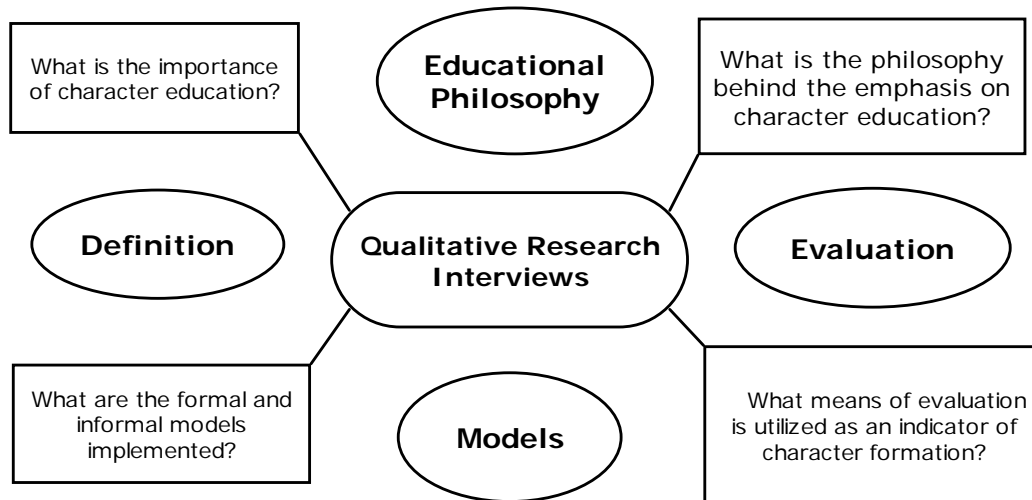 What is the importance
of character education?
Educational
Philosophy
What is the philosophy
behind the emphasis on
character education?
Definition
Qualitative Research
Interviews
Evaluation
What are the formal and
informal models
implemented?
Models
What means of evaluation
is utilized as an indicator of
character formation?